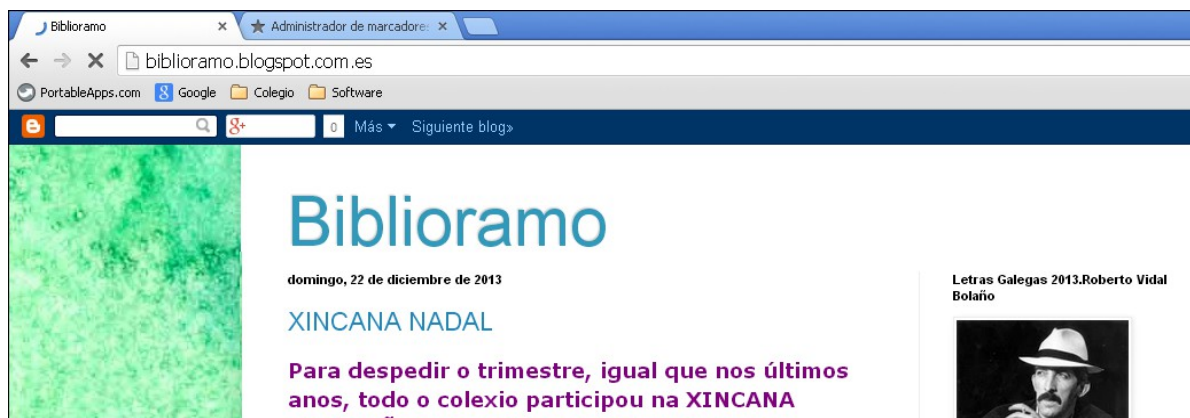 Biblioramo
Administrador de marcadore
biblioramo.blogspot.com.es
PortableApps.com Google Colegio Software
8+ 0 Más Siguiente blog»
Biblioramo
domingo, 22 de diciembre de 2013
XINCANA NADAL
Para despedir o trimestre, igual que nos últimos
anos, todo o colexio participou na XINCANA
Letras Galegas 2013.Roberto Vidal
Bolaño